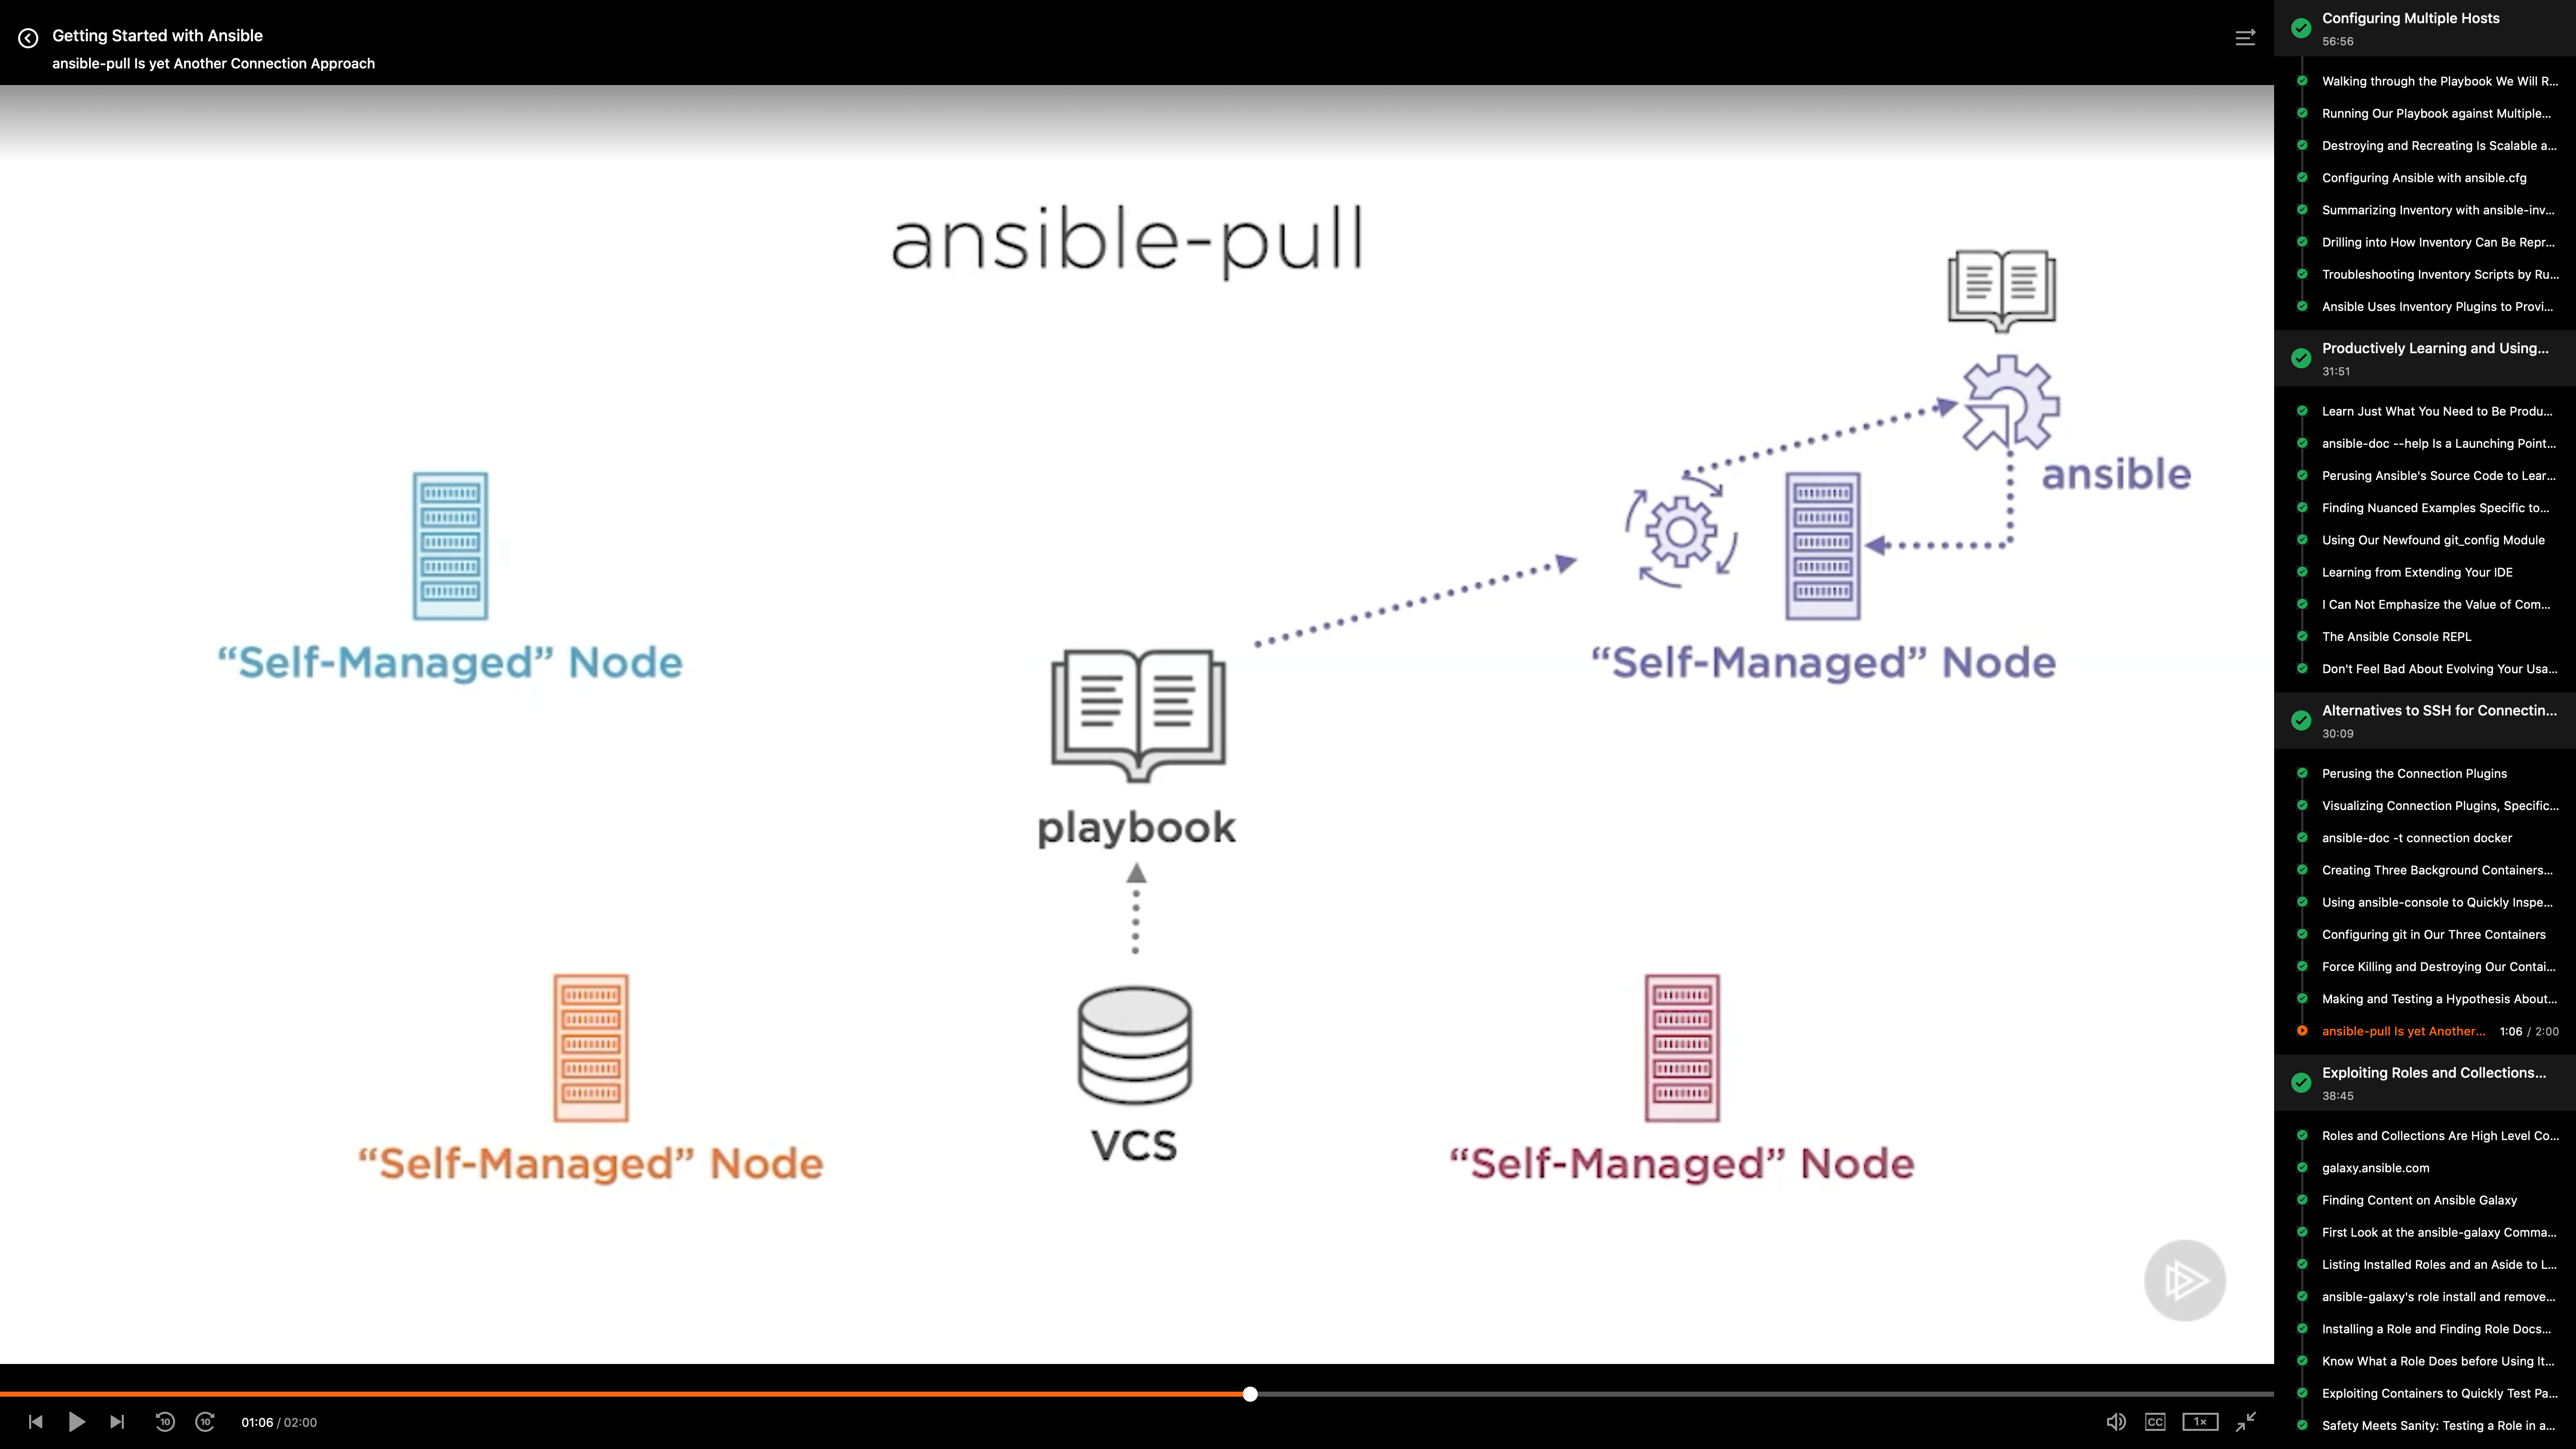 Getting Started with Ansible
ansible-pull Is yet Another Connection Approach
ansible-pull
ansible
“Self-Managed” Node
“Self-Managed” Node
playbook
VCS
“Self-Managed” Node
“Self-Managed” Node
10
10
01:06 / 02:00
CC
1×
Configuring Multiple Hosts
56:56
Walking through the Playbook We Will R...
Running Our Playbook against Multiple...
Destroying and Recreating Is Scalable a...
Configuring Ansible with ansible.cfg
Summarizing Inventory with ansible-inv...
Drilling into How Inventory Can Be Repr...
Troubleshooting Inventory Scripts by Ru...
Ansible Uses Inventory Plugins to Provi...
Productively Learning and Using...
31:51
Learn Just What You Need to Be Produ...
ansible-doc --help Is a Launching Point...
Perusing Ansible's Source Code to Lear...
Finding Nuanced Examples Specific to...
Using Our Newfound git_config Module
Learning from Extending Your IDE
I Can Not Emphasize the Value of Com...
The Ansible Console REPL
Don't Feel Bad About Evolving Your Usa...
Alternatives to SSH for Connectin...
30:09
Perusing the Connection Plugins
Visualizing Connection Plugins, Specific...
ansible-doc -t connection docker
Creating Three Background Containers...
Using ansible-console to Quickly Inspe...
Configuring git in Our Three Containers
Force Killing and Destroying Our Contai...
Making and Testing a Hypothesis About...
ansible-pull Is yet Another... 1:06 / 2:00
Exploiting Roles and Collections...
38:45
Roles and Collections Are High Level Co...
galaxy.ansible.com
Finding Content on Ansible Galaxy
First Look at the ansible-galaxy Comma...
Listing Installed Roles and an Aside to L...
ansible-galaxy's role install and remove...
Installing a Role and Finding Role Docs...
Know What a Role Does before Using It...
Exploiting Containers to Quickly Test Pa...
Safety Meets Sanity: Testing a Role in a...